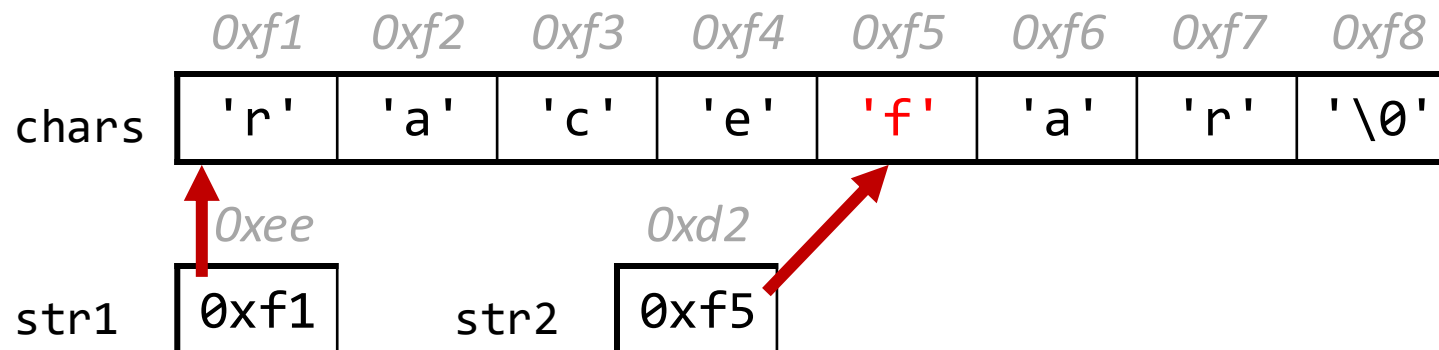 0xf1 0xf2 0xf3 0xf4 0xf5 0xf6 0xf7 0xf8
chars 'r' 'a' 'c' 'e' 'f' 'a' 'r' '\0'
0xee 0xd2
str1 0xf1 str2 0xf5